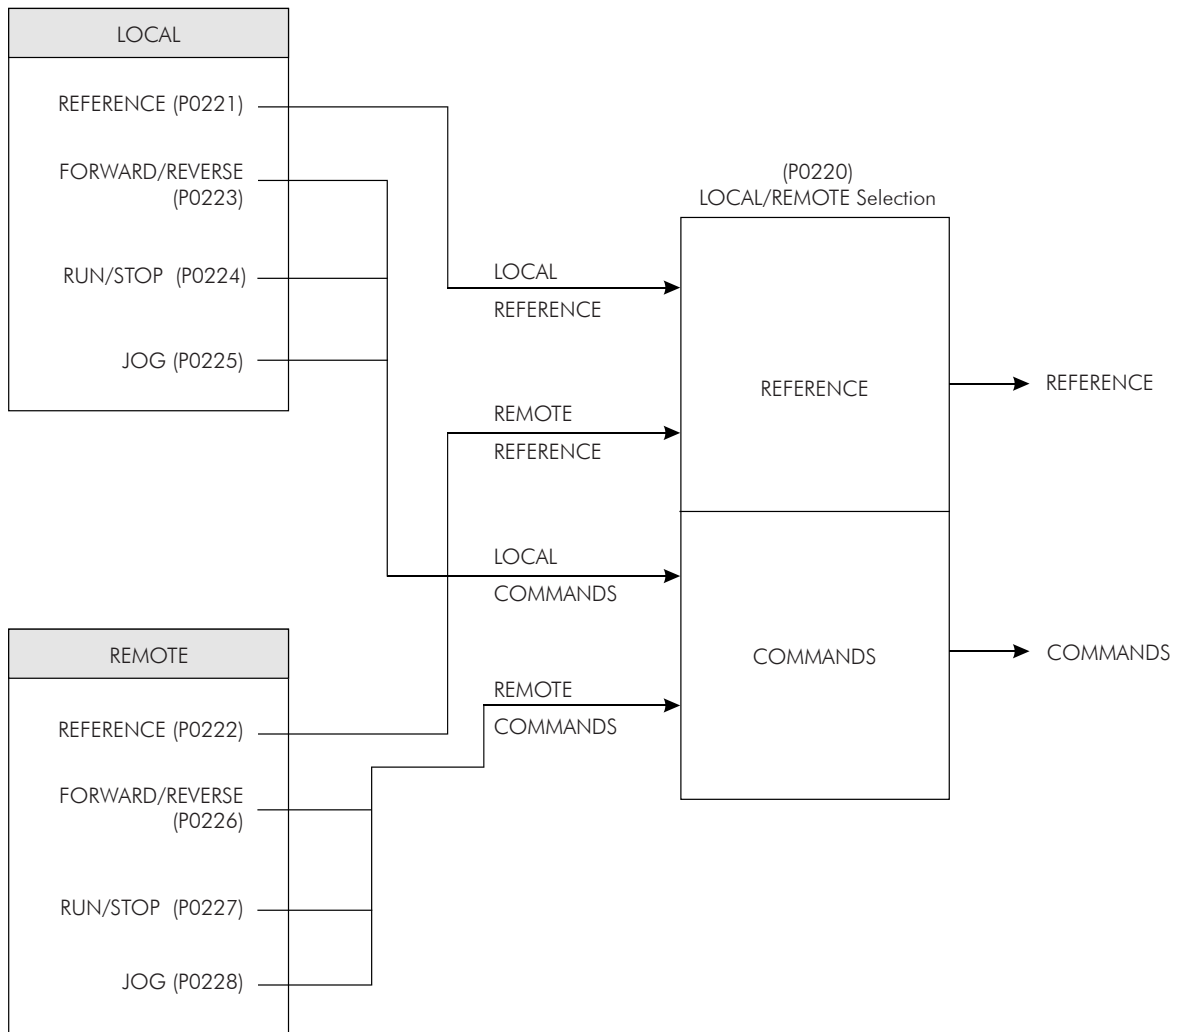 LOCAL
REFERENCE (P0221)
FORWARD/REVERSE
(P0223)
RUN/STOP (P0224)
JOG (P0225)
REMOTE
REFERENCE (P0222)
FORWARD/REVERSE
(P0226)
RUN/STOP (P0227)
JOG (P0228)
LOCAL
REFERENCE
REMOTE
REFERENCE
LOCAL
COMMANDS
REMOTE
COMMANDS
(P0220)
LOCAL/REMOTE Selection
REFERENCE
COMMANDS
REFERENCE
COMMANDS